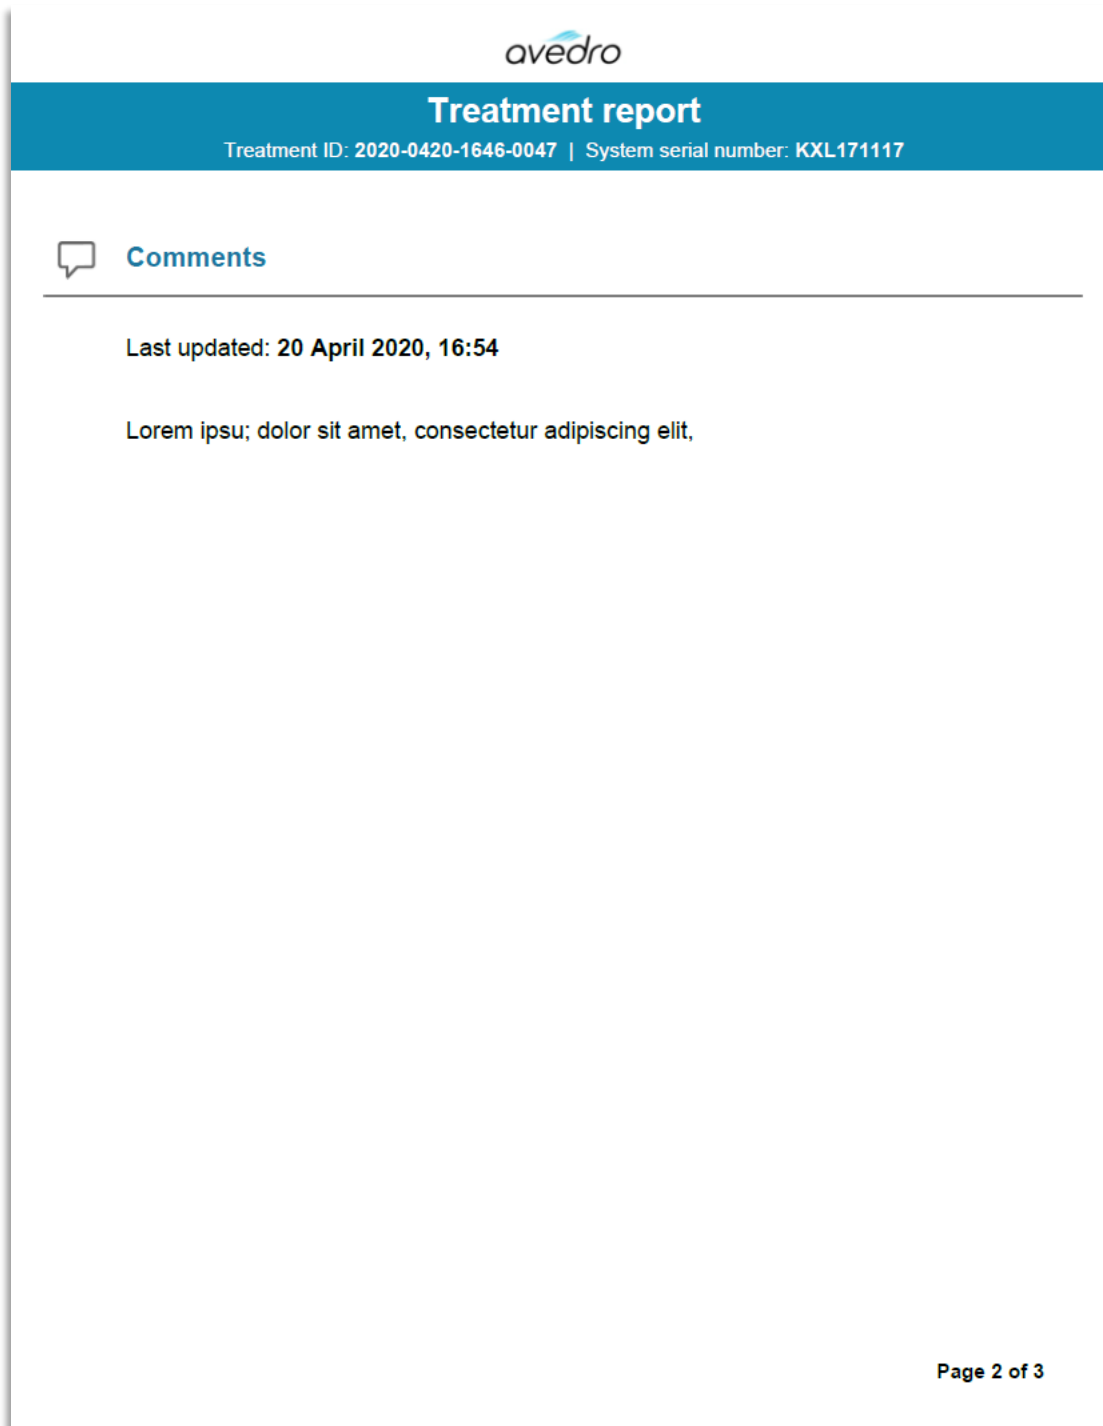 avedro
Treatment report
Treatment ID: 2020-0420-1646-0047 | System serial number: KXL171117
Comments
Last updated: 20 April 2020, 16:54
Lorem ipsu; dolor sit amet, consectetur adipiscing elit,
Page 2 of 3